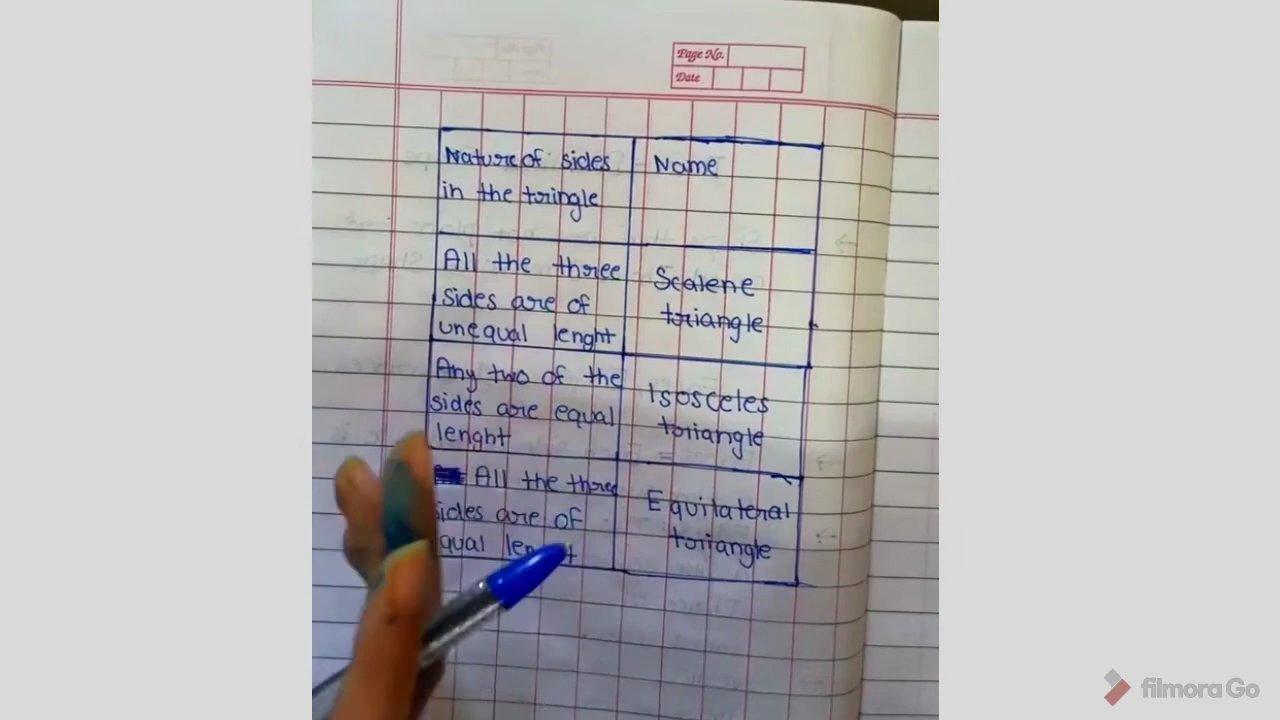 Page No.
Date
Nature of sides
in the tringle
Name
All the three
sides are of
unequal lenght
Scalene
triangle
Any two of the
sides are equal
lenght
Isosceles
triangle
All the three
sides are of
Equilateral
triangle
filmora Go